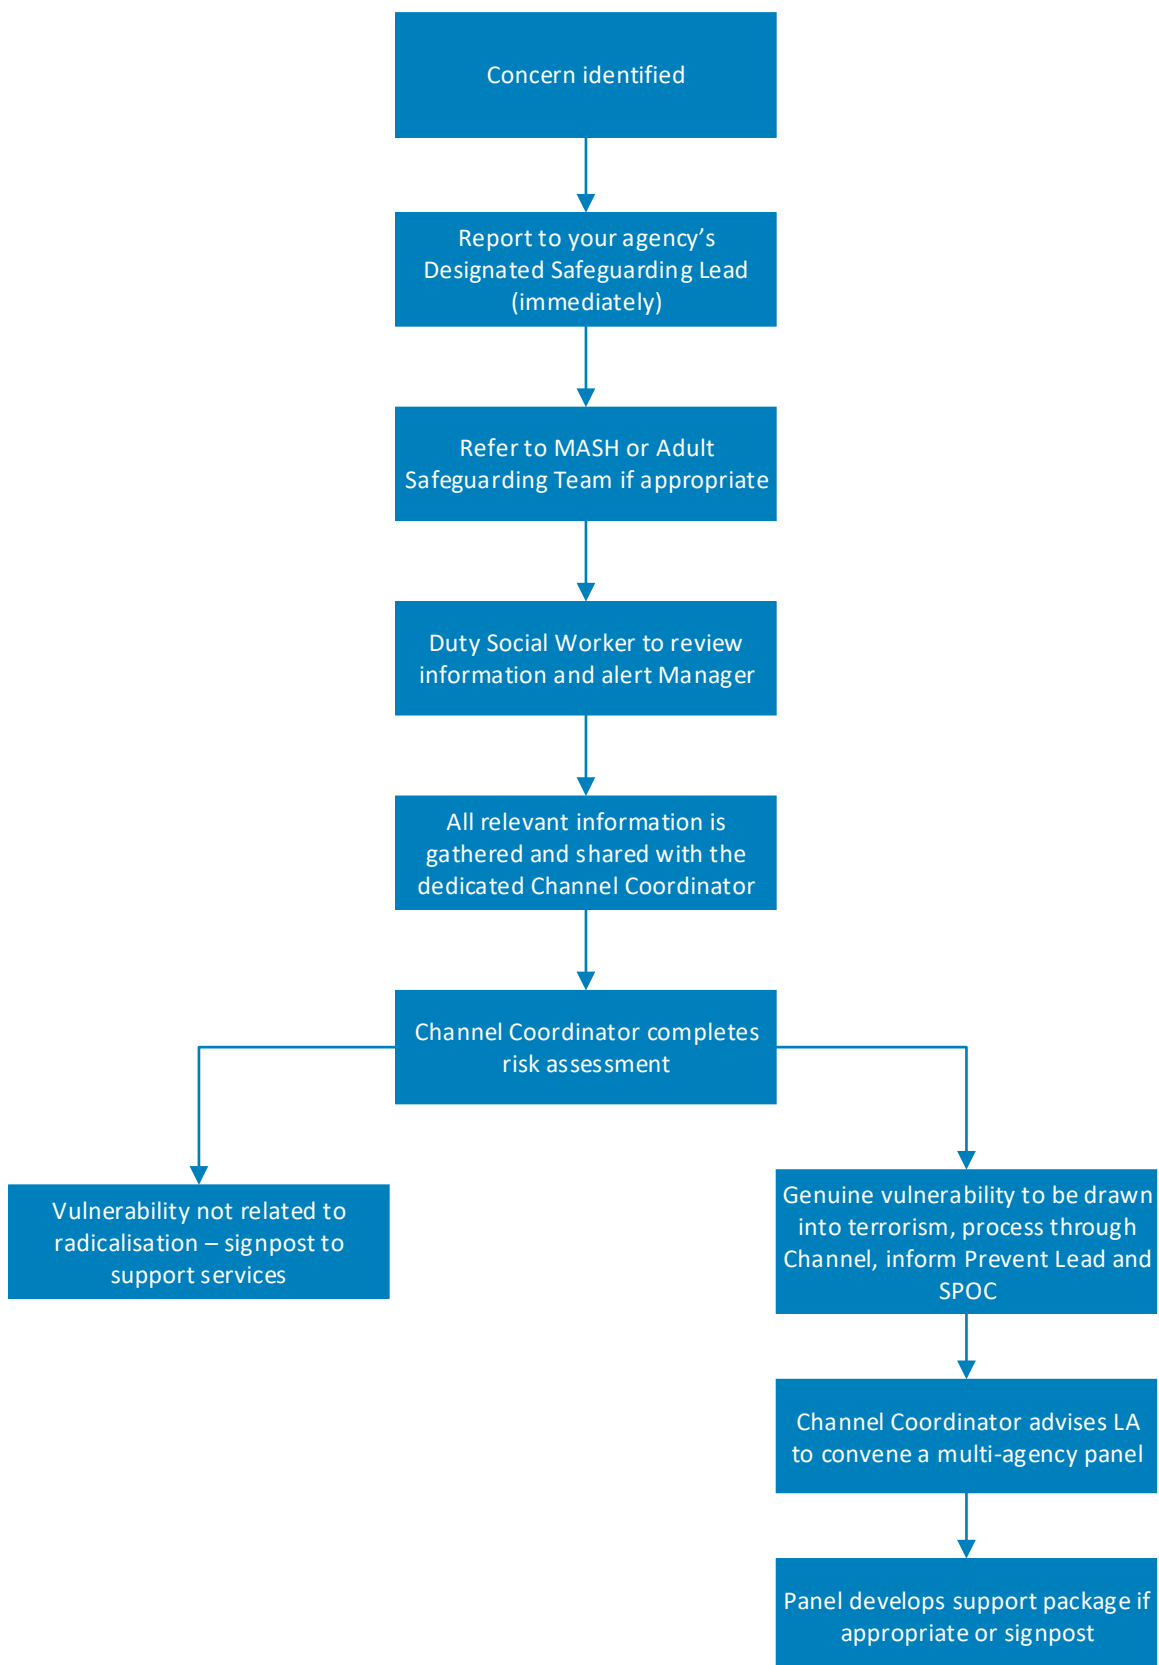 Concern identified
Report to your agency’s
Designated Safeguarding Lead
(immediately)
Refer to MASH or Adult
Safeguarding Team if appropriate
Duty Social Worker to review
information and alert Manager
All relevant information is
gathered and shared with the
dedicated Channel Coordinator
Channel Coordinator completes
risk assessment
Vulnerability not related to
radicalisation – signpost to
support services
Genuine vulnerability to be drawn
into terrorism, process through
Channel, inform Prevent Lead and
SPOC
Channel Coordinator advises LA
to convene a multi-agency panel
Panel develops support package if
appropriate or signpost